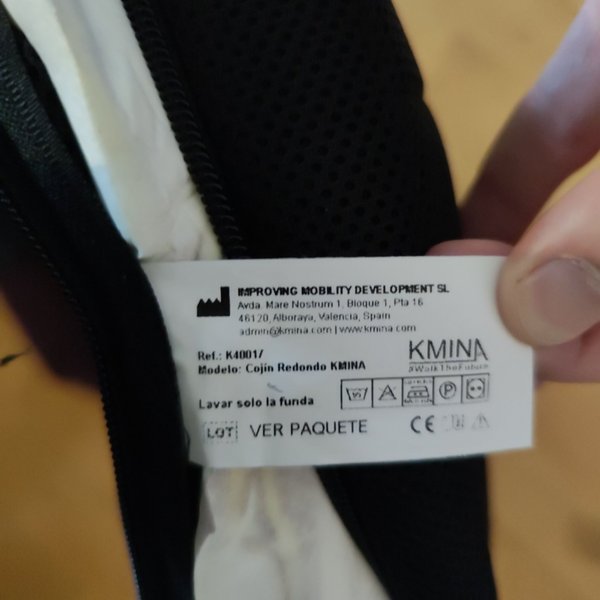 IMPROVING MOBILITY DEVELOPMENT SL
Avda. Mare Nostrum 1, Bloque 1, Pta 16
46120, Alboraya, Valencia, Spain
admin@kmina.com | www.kmina.com
Ref.:
Modelo: Cojín Redondo KMINA
KMINA
#WalkTheFuture
Lavar solo la funda
A
P
LOT VER PAQUETE
CE